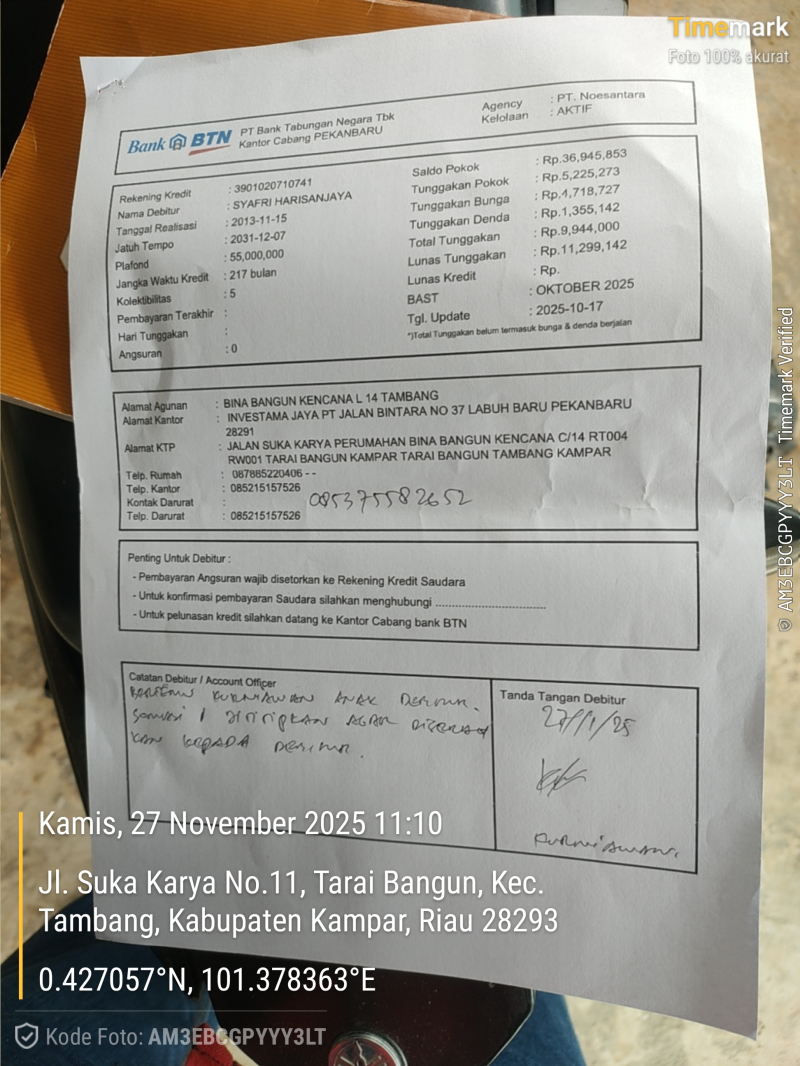 Timemark
Foto 100% akurat
Bank BTN
PT Bank Tabungan Negara Tbk
Kantor Cabang PEKANBARU
Agency : PT. Noesantara
Kelolaan : AKTIF
Rekening Kredit : 3901020710741
Nama Debitur : SYAFRI HARISANJAYA
Tanggal Realisasi : 2013-11-15
Jatuh Tempo : 2031-12-07
Plafond : 55,000,000
Jangka Waktu Kredit : 217 bulan
Kolektibilitas : 5
Pembayaran Terakhir :
Hari Tunggakan :
Angsuran : 0
Saldo Pokok : Rp.36,945,853
Tunggakan Pokok : Rp.5,225,273
Tunggakan Bunga : Rp.4,718,727
Tunggakan Denda : Rp.1,355,142
Total Tunggakan : Rp.9,944,000
Lunas Tunggakan : Rp.11,299,142
Lunas Kredit : Rp.
BAST : OKTOBER 2025
Tgl. Update : 2025-10-17
*)Total Tunggakan belum termasuk bunga & denda berjalan
Alamat Agunan : BINA BANGUN KENCANA L 14 TAMBANG
Alamat Kantor : INVESTAMA JAYA PT JALAN BINTARA NO 37 LABUH BARU PEKANBARU
28291
Alamat KTP : JALAN SUKA KARYA PERUMAHAN BINA BANGUN KENCANA C/14 RT004
RW001 TARAI BANGUN KAMPAR TARAI BANGUN TAMBANG KAMPAR
Telp. Rumah : 087885220406 - -
Telp. Kantor : 085215157526
Kontak Darurat : 085375582652
Telp. Darurat : 085215157526
Penting Untuk Debitur :
- Pembayaran Angsuran wajib disetorkan ke Rekening Kredit Saudara
- Untuk konfirmasi pembayaran Saudara silahkan menghubungi ....................................
- Untuk pelunasan kredit silahkan datang ke Kantor Cabang bank BTN
Catatan Debitur / Account Officer
KURNIAWAN ANAK
1 DITITIPKAN AGAR
KAN KEPADA
Tanda Tangan Debitur
27/11/25
KURNIAWAN.
Kamis, 27 November 2025 11:10
Jl. Suka Karya No.11, Tarai Bangun, Kec.
Tambang, Kabupaten Kampar, Riau 28293
0.427057°N, 101.378363°E
Kode Foto: AM3EBCGPYYY3LT
© AM3EBCGPYYY3LT Timemark Verified